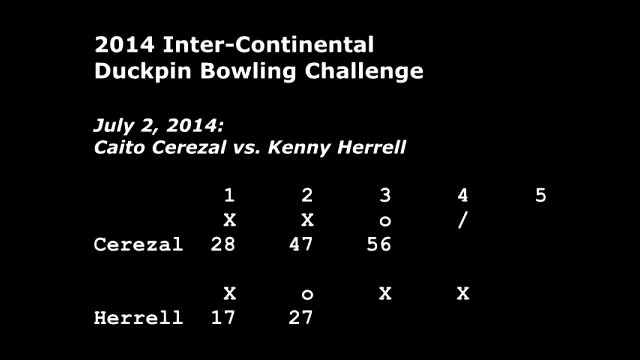 2014 Inter-Continental
Duckpin Bowling Challenge
July 2, 2014:
Caito Cerezal vs. Kenny Herrell
1 2 3 4 5
X X o /
Cerezal 28 47 56
X o X X
Herrell 17 27